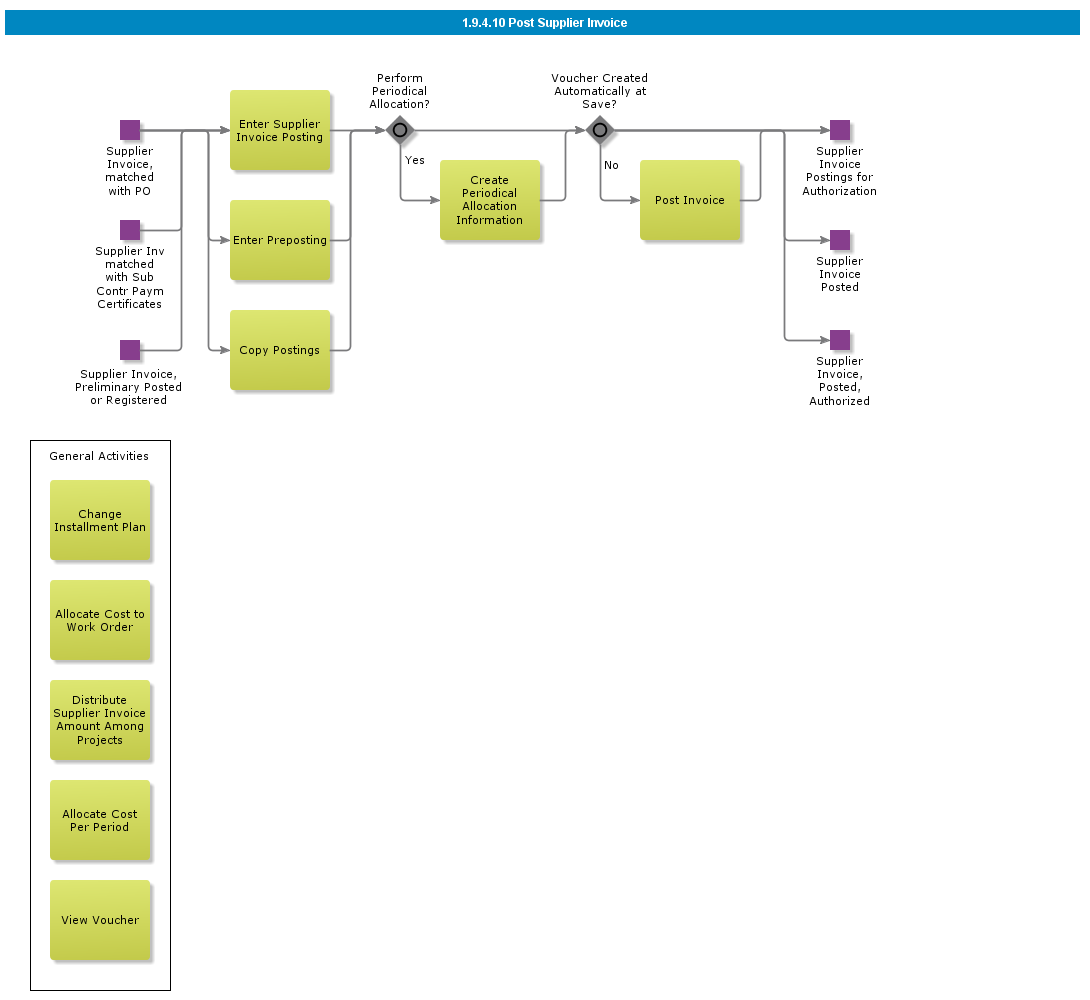 1.9.4.10 Post Supplier Invoice
Perform
Periodical
Allocation?
Voucher Created
Automatically at
Save?
Supplier
Invoice,
matched
with PO
Enter Supplier
Invoice Posting
Yes
Create
Periodical
Allocation
Information
No
Post Invoice
Supplier
Invoice
Postings for
Authorization
Supplier Inv
matched
with Sub
Contr Paym
Certificates
Enter Preposting
Supplier
Invoice
Posted
Supplier Invoice,
Preliminary Posted
or Registered
Copy Postings
Supplier
Invoice,
Posted,
Authorized
General Activities
Change
Installment Plan
Allocate Cost to
Work Order
Distribute
Supplier Invoice
Amount Among
Projects
Allocate Cost
Per Period
View Voucher